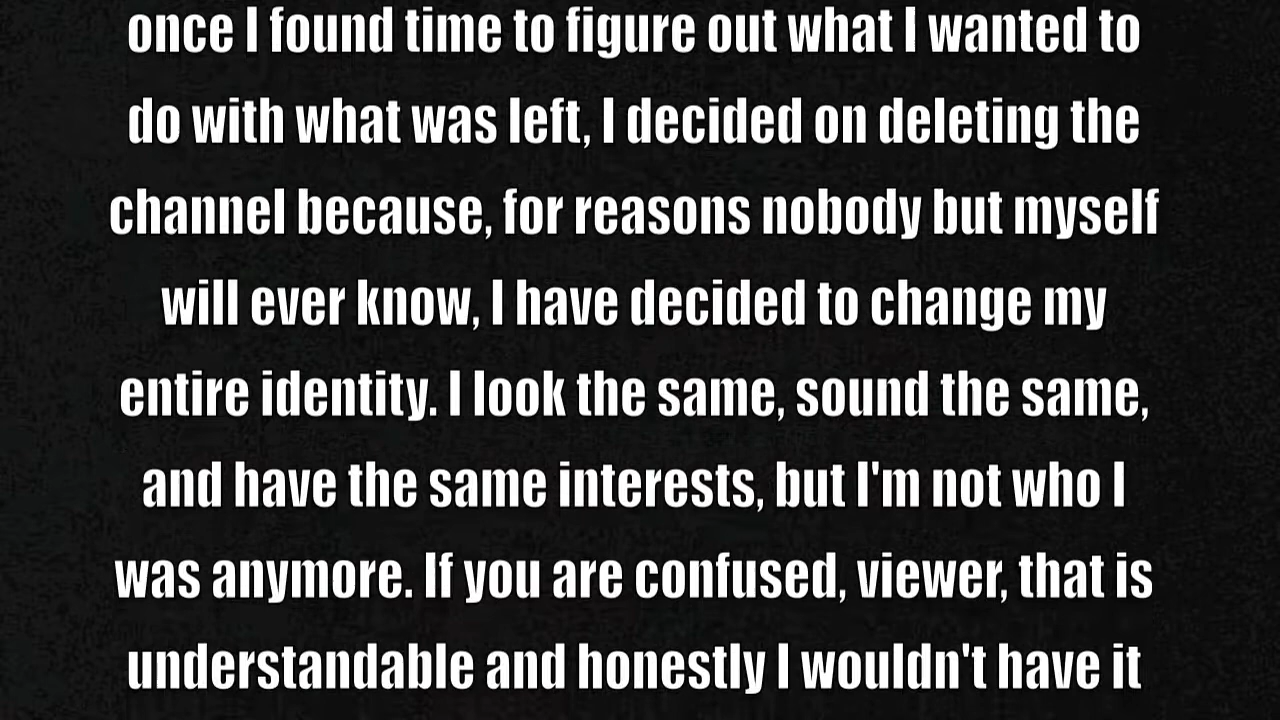 once I found time to figure out what I wanted to
do with what was left, I decided on deleting the
channel because, for reasons nobody but myself
will ever know, I have decided to change my
entire identity. I look the same, sound the same,
and have the same interests, but I'm not who I
was anymore. If you are confused, viewer, that is
understandable and honestly I wouldn't have it